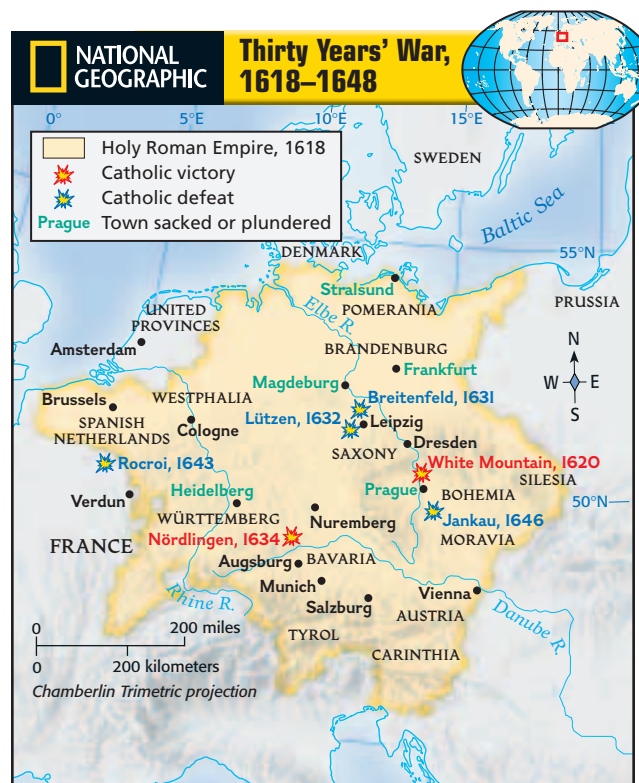 NATIONAL
GEOGRAPHIC
Thirty Years' War,
1618–1648
0°
5°E
10°E
15°E
Holy Roman Empire, 1618
Catholic victory
Catholic defeat
Prague Town sacked or plundered
SWEDEN
Baltic Sea
55°N
DENMARK
Stralsund
POMERANIA
PRUSSIA
UNITED
PROVINCES
Elbe R.
Amsterdam
BRANDENBURG
Frankfurt
N
W E
S
Magdeburg
Breitenfeld, 1631
Brussels
WESTPHALIA
Lützen, 1632
Leipzig
SPANISH
NETHERLANDS
Cologne
Dresden
SAXONY
Rocroi, 1643
White Mountain, 1620
SILESIA
Verdun
Heidelberg
Prague
BOHEMIA
50°N
WÜRTTEMBERG
Nuremberg
Jankau, 1646
MORAVIA
FRANCE
Nördlingen, 1634
Augsburg
BAVARIA
Munich
Vienna
Rhine R.
Salzburg
AUSTRIA
Danube R.
TYROL
CARINTHIA
0 200 miles
0 200 kilometers
Chamberlin Trimetric projection